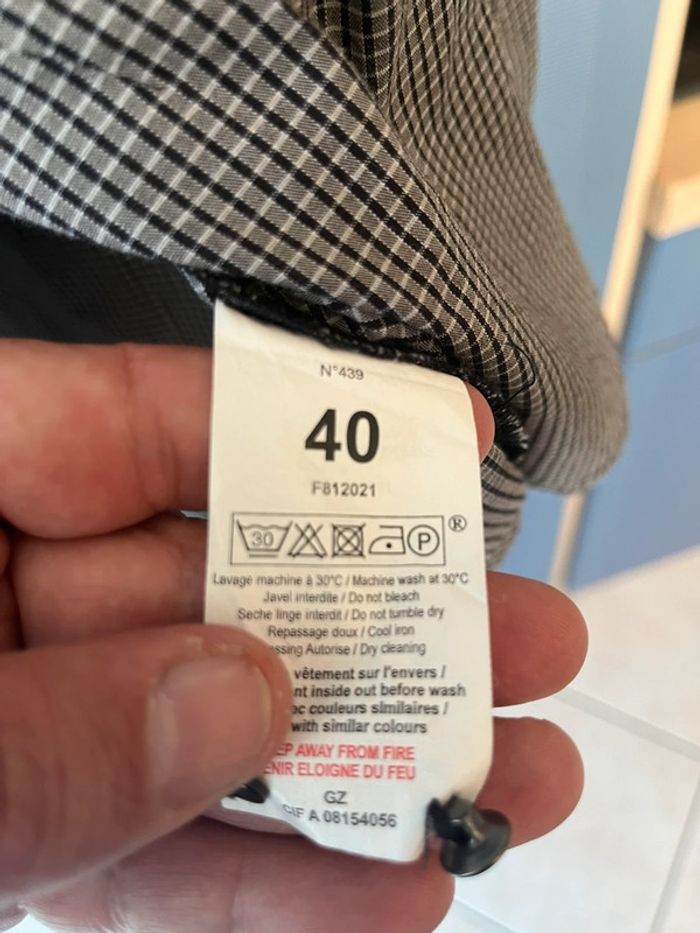 N°439
40
F812021
30 P ®
Lavage machine à 30°C / Machine wash at 30°C
Javel interdite / Do not bleach
Seche linge interdit / Do not tumble dry
Repassage doux / Cool iron
Autorise / Dry cleaning
vêtement sur l'envers /
inside out before wash
couleurs similaires /
with similar colours
AWAY FROM FIRE
ELOIGNE DU FEU
GZ
A 08154056